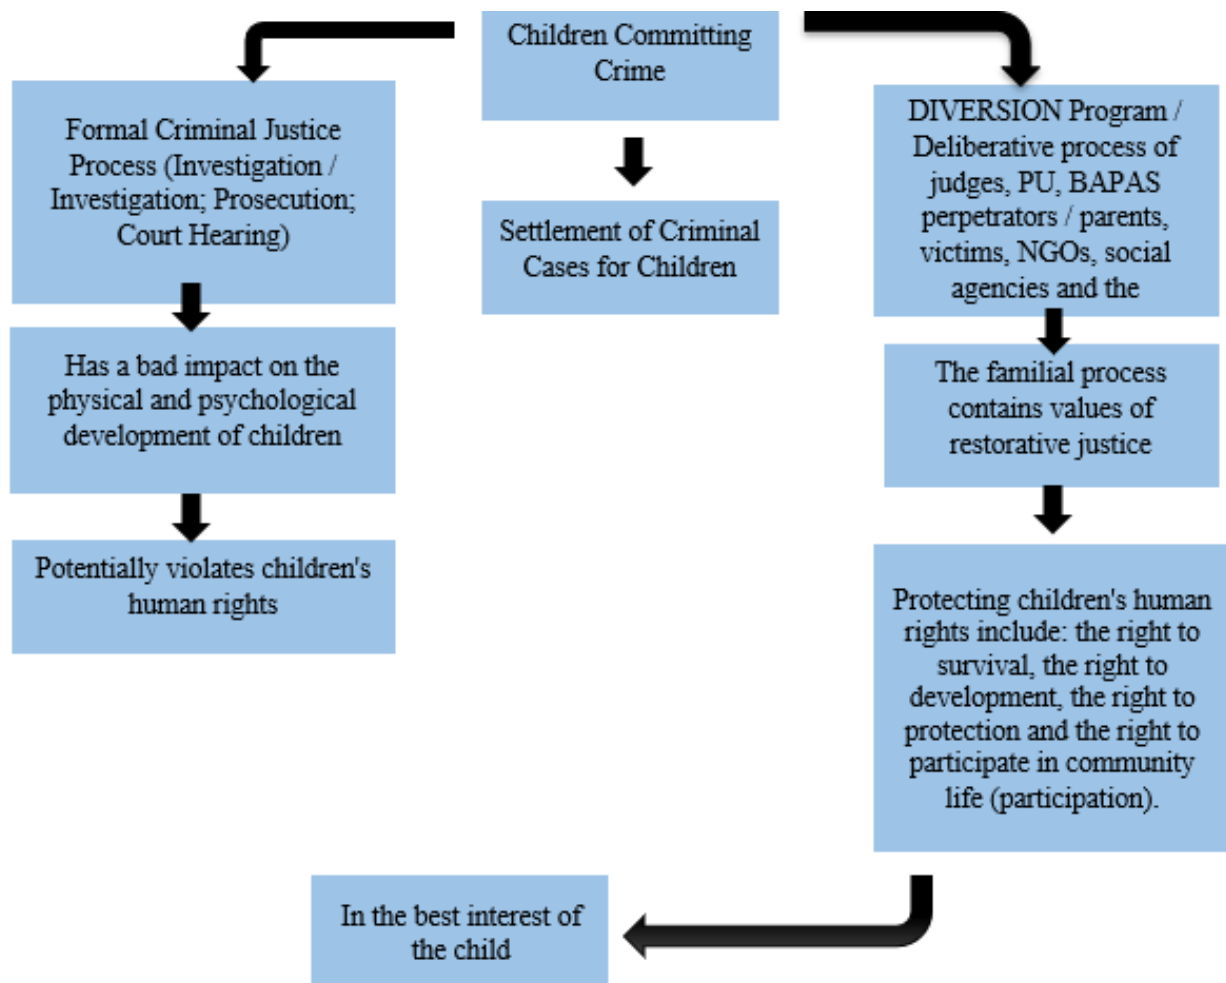 Children Committing
Crime
Formal Criminal Justice
Process (Investigation /
Investigation; Prosecution;
Court Hearing)
Settlement of Criminal
Cases for Children
DIVERSION Program /
Deliberative process of
judges, PU, BAPAS
perpetrators / parents,
victims, NGOs, social
agencies and the
Has a bad impact on the
physical and psychological
development of children
The familial process
contains values of
restorative justice
Potentially violates children's
human rights
Protecting children's human
rights include: the right to
survival, the right to
development, the right to
protection and the right to
participate in community
life (participation).
In the best interest of
the child